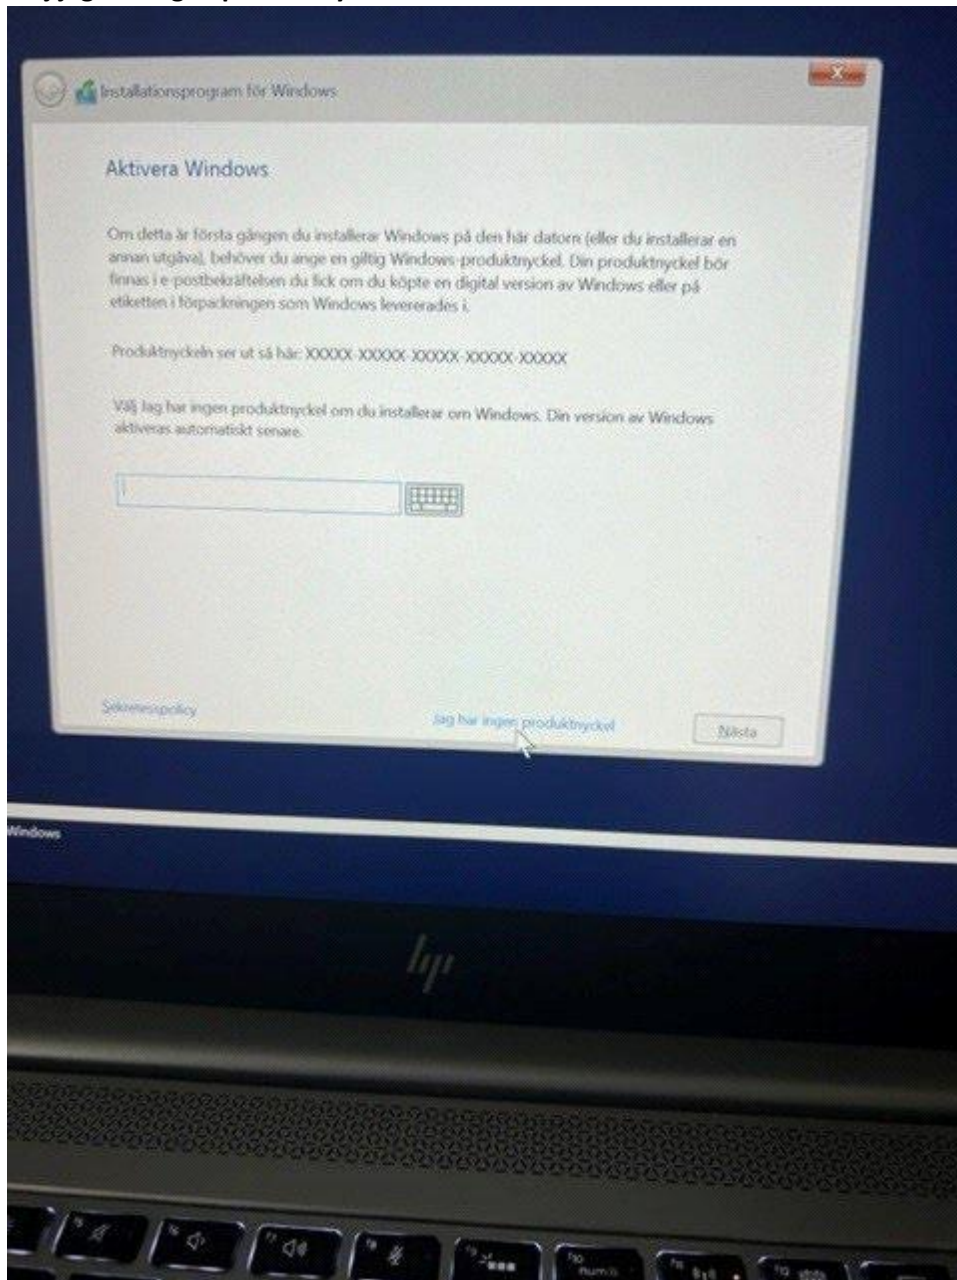 Installationsprogram för Windows
Aktivera Windows
Om detta är första gången du installerar Windows på den här datorn (eller du installerar en
annan utgåva), behöver du ange en giltig Windows-produktnyckel. Din produktnyckel bör
finnas i e-postbekräftelsen du fick om du köpte en digital version av Windows eller på
etiketten i förpackningen som Windows levererades i.
Produktnyckeln ser ut så här: XXXXX-XXXXX-XXXXX-XXXXX-XXXXX
Välj Jag har ingen produktnyckel om du installerar om Windows. Din version av Windows
aktiveras automatiskt senare.
Sekretesspolicy
Jag har ingen produktnyckel
Nästa
Windows
hp